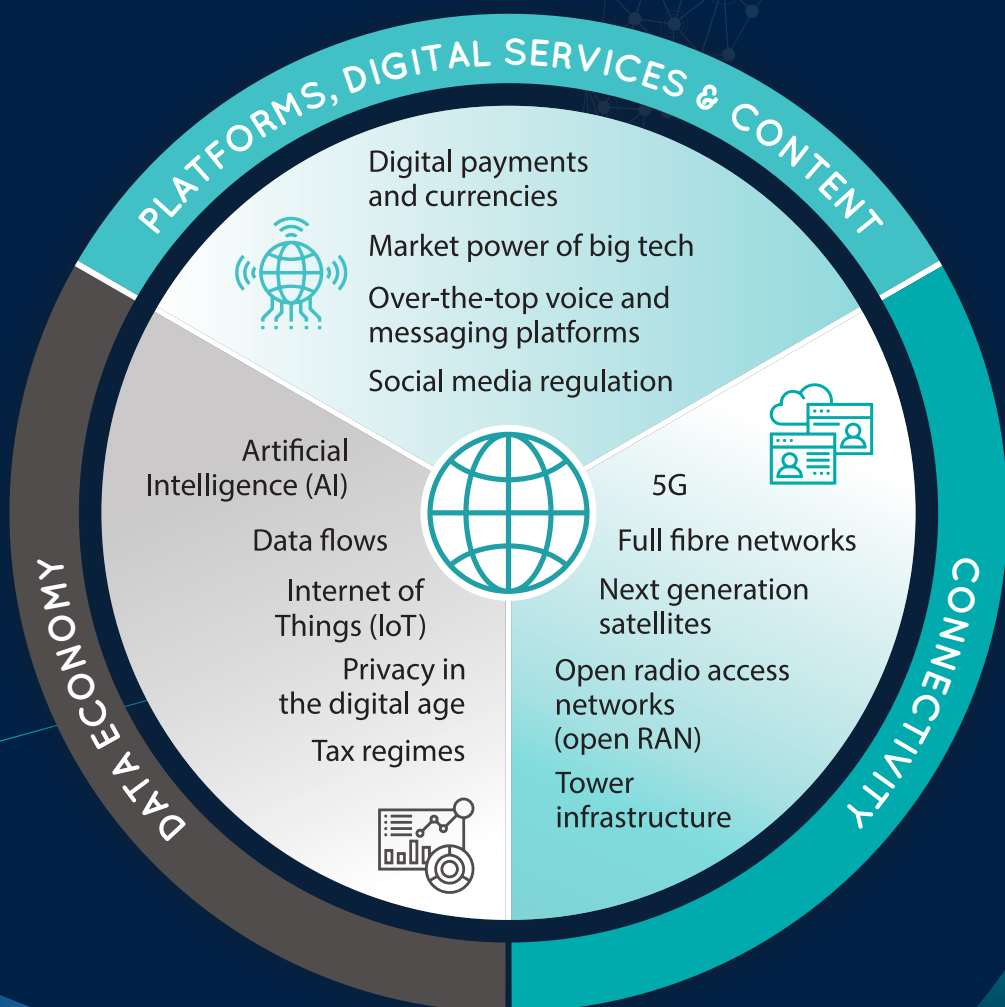 PLATFORMS, DIGITAL SERVICES & CONTENT
Digital payments
and currencies
Market power of big tech
Over-the-top voice and
messaging platforms
Social media regulation
DATA ECONOMY
Artificial
Intelligence (AI)
Data flows
Internet of
Things (IoT)
Privacy in
the digital age
Tax regimes
CONNECTIVITY
5G
Full fibre networks
Next generation
satellites
Open radio access
networks
(open RAN)
Tower
infrastructure